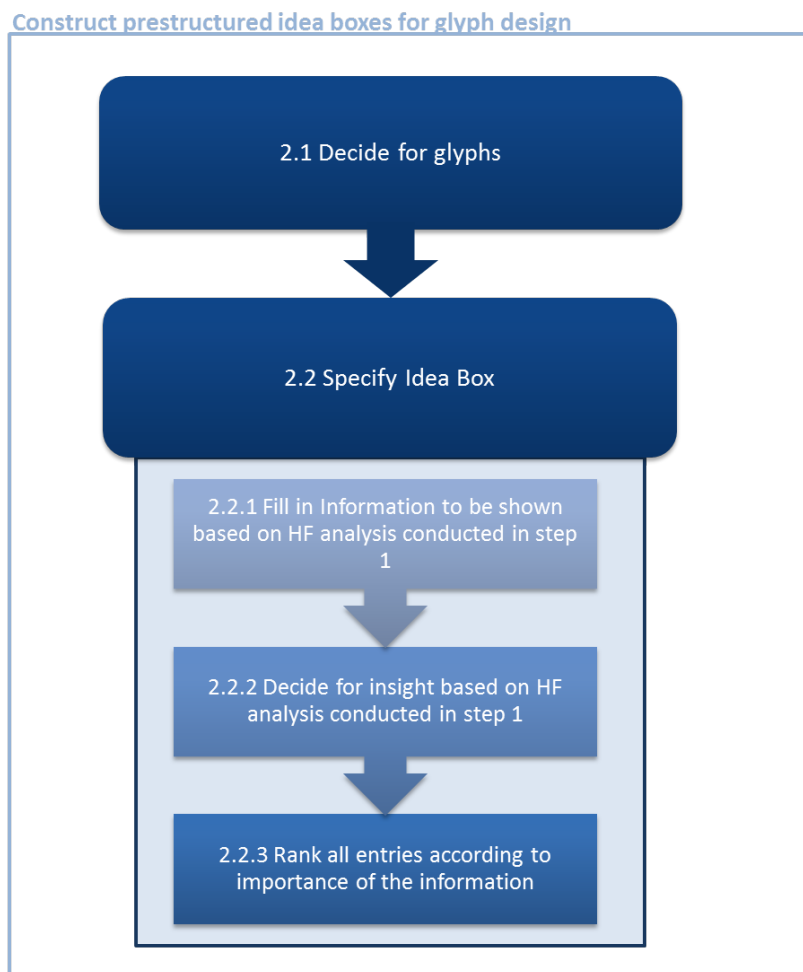 Construct prestructured idea boxes for glyph design
2.1 Decide for glyphs
2.2 Specify Idea Box
2.2.1 Fill in Information to be shown
based on HF analysis conducted in step
1
2.2.2 Decide for insight based on HF
analysis conducted in step 1
2.2.3 Rank all entries according to
importance of the information